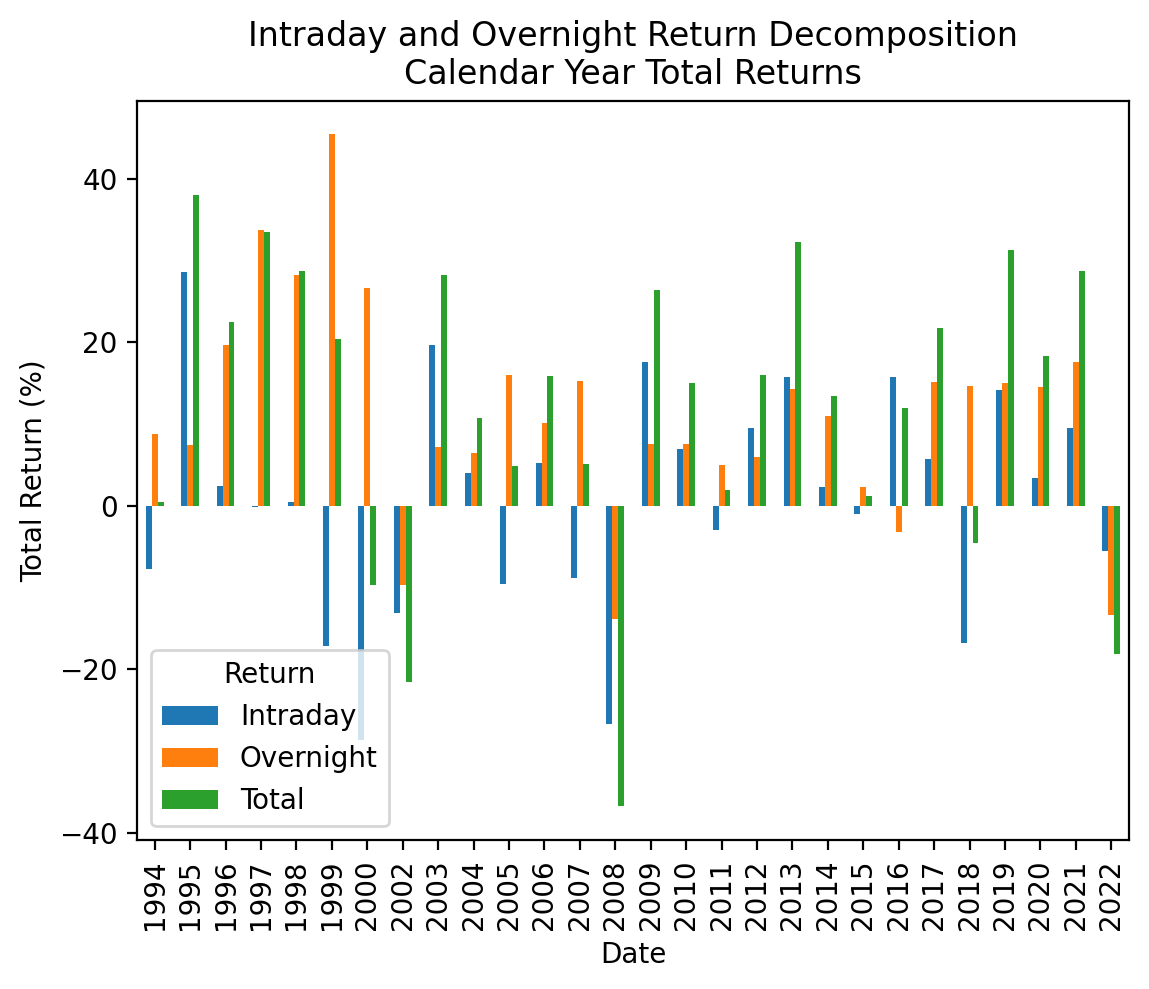 Intraday and Overnight Return Decomposition
Calendar Year Total Returns
Total Return (%)
40
20
0
−20
−40
Return
Intraday
Overnight
Total
1994 1995 1996 1997 1998 1999 2000 2002 2003 2004 2005 2006 2007 2008 2009 2010 2011 2012 2013 2014 2015 2016 2017 2018 2019 2020 2021 2022
Date